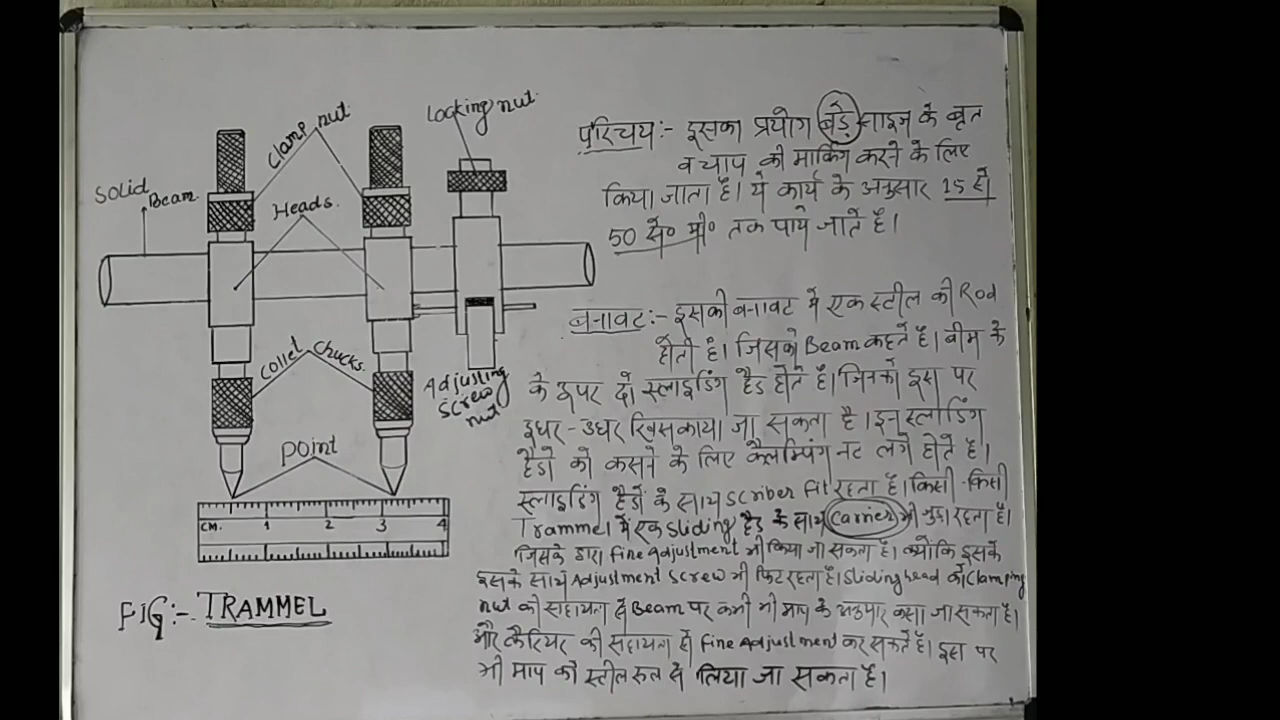 Clamp nut
Locking nut
Solid Beam
Heads.
Collet Chucks.
Adjusting
Screw
nut
Point
CM. 1 2 3 4
FIG:- TRAMMEL
परिचय:- इसका प्रयोग बड़े साइज के वृत
व चाप की मार्किंग करने के लिए
किया जाता है। ये कार्य के अनुसार 15 से
50 से० मी० तक पाये जाते है।
बनावट:- इसकी बनावट में एक स्टील की Rod
होती है। जिसको Beam कहते है। बीम के
के ऊपर दो स्लाइडिंग हैड होते है। जिनको इस पर
इधर-उधर खिसकाया जा सकता है। इन स्लाडिंग
हैडो को कसने के लिए क्लैम्पिंग नट लगे होते है।
स्लाइडिंग हैडों के साथ Scriber Fit रहता है। किसी-किसी
Trammel में एक Sliding हैड के साथ Carrier भी जुड़ा रहता है।
जिसके द्वारा Fine Adjustment भी किया जा सकता है। क्योंकि इसके
इसके साथ Adjustment Screw भी फिट रहता है। Sliding head को Clamping
nut की सहायता से Beam पर कभी भी माप के अनुसार कसा जा सकता है।
और कैरियर की सहायता से Fine Adjustment कर सकते है। इस पर
भी माप को स्टील रूल से लिया जा सकता है।